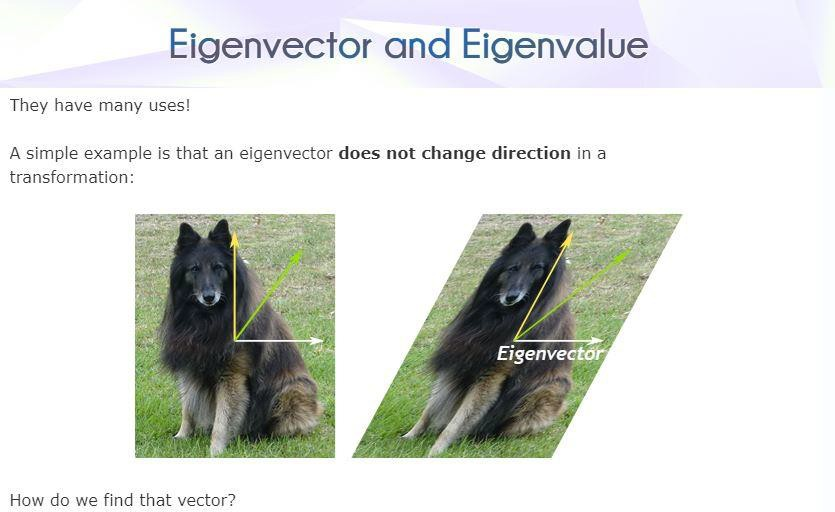 Eigenvector and Eigenvalue
They have many uses!
A simple example is that an eigenvector does not change direction in a
transformation:
Eigenvector
How do we find that vector?